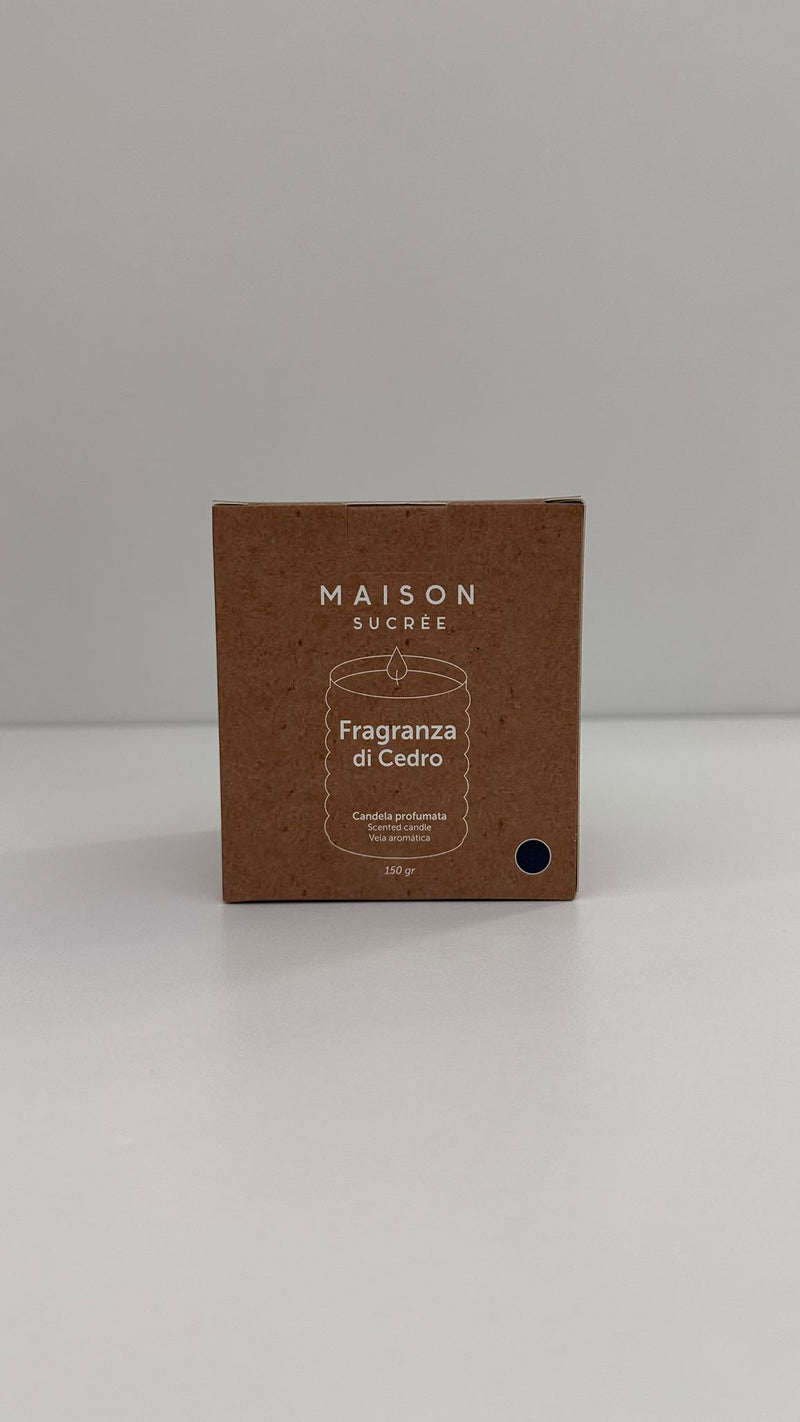 MAISON
SUCRÉE
Fragranza
di Cedro
Candela profumata
Scented candle
Vela aromática
150 gr